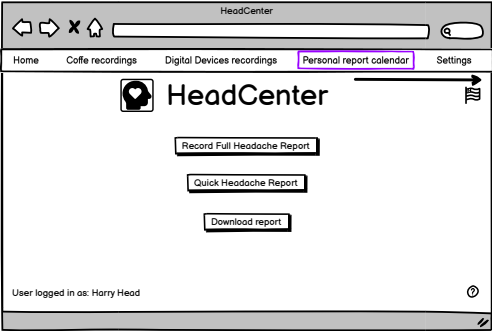 HeadCenter
Home Coffe recordings Digital Devices recordings Personal report calendar Settings
HeadCenter
Record Full Headache Report
Quick Headache Report
Download report
User logged in as: Harry Head ?